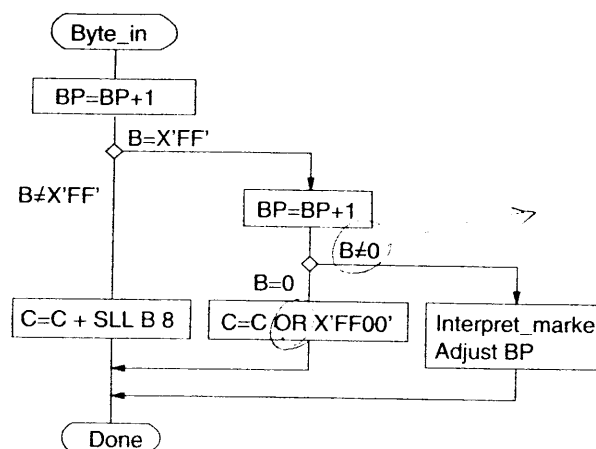 Byte_in
BP=BP+1
B=X'FF'
B≠X'FF'
BP=BP+1
B≠0
B=0
C=C + SLL B 8
C=C OR X'FF00'
Interpret_marke
Adjust BP
Done